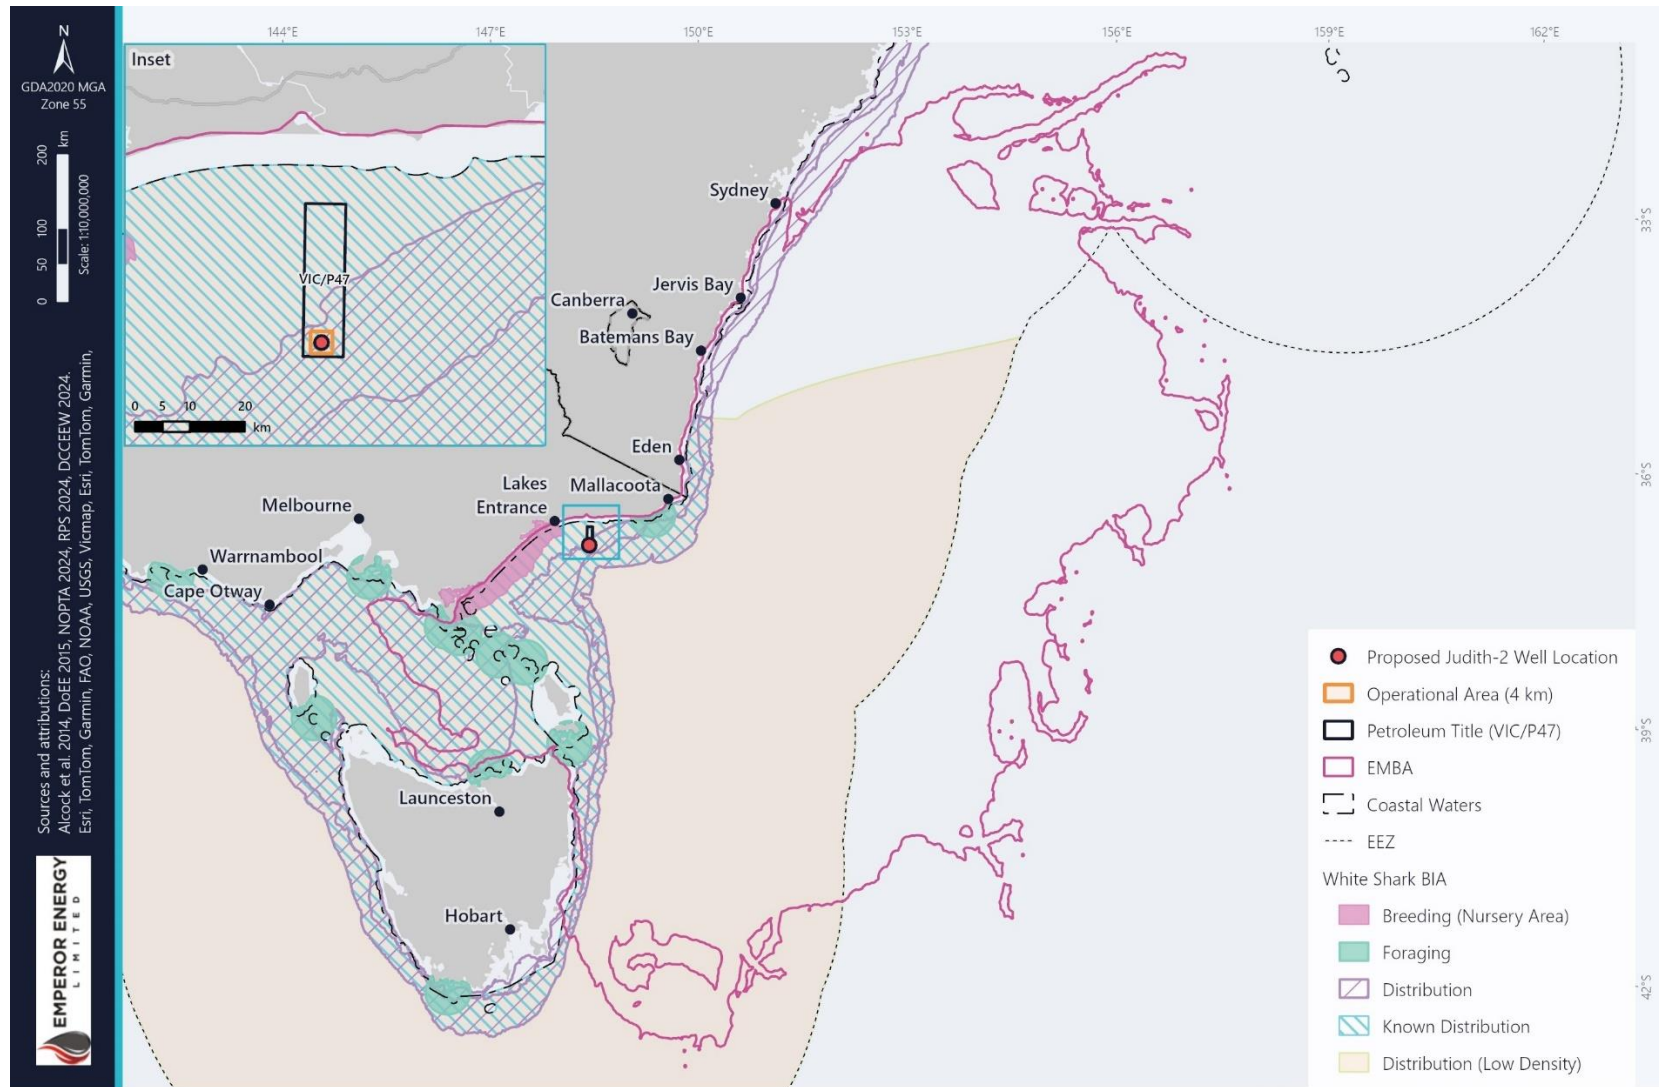 N
GDA2020 MGA
Zone 55
200
100
50
0
km
Scale: 1:10,000,000
Sources and attributions:
Alcock et al. 2014, DoEE 2015, NOPTA 2024, RPS 2024, DCCEEW 2024.
Esri, TomTom, Garmin, FAO, NOAA, USGS, Vicmap, Esri, TomTom, Garmin,
EMPEROR ENERGY
LIMITED
144°E
147°E
150°E
153°E
156°E
159°E
162°E
33°S
36°S
39°S
42°S
Inset
VIC/P47
0 5 10 20
km
Sydney
Jervis Bay
Canberra
Batemans Bay
Eden
Lakes
Entrance
Mallacoota
Melbourne
Warrnambool
Cape Otway
Launceston
Hobart
Proposed Judith-2 Well Location
Operational Area (4 km)
Petroleum Title (VIC/P47)
EMBA
Coastal Waters
EEZ
White Shark BIA
Breeding (Nursery Area)
Foraging
Distribution
Known Distribution
Distribution (Low Density)